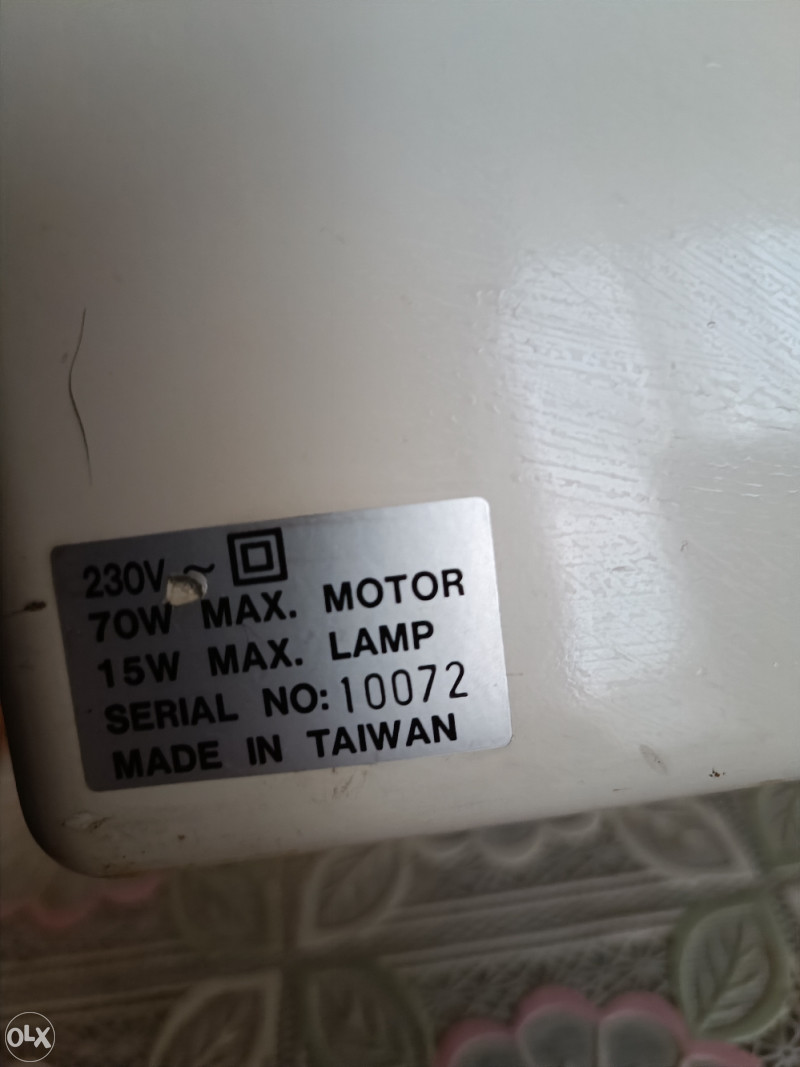 230V ~
70W MAX. MOTOR
15W MAX. LAMP
SERIAL NO: 10072
MADE IN TAIWAN
OLX